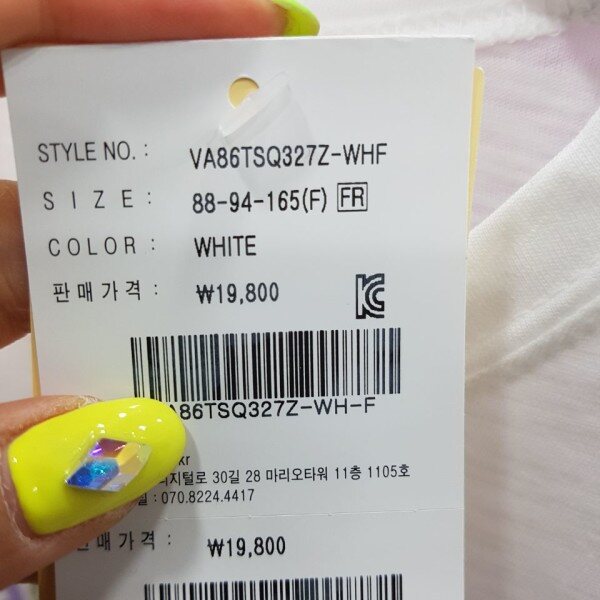 STYLE NO. : VA86TSQ327Z-WHF
SIZE : 88-94-165(F) FR
COLOR : WHITE
판매가격 : ₩19,800
A86TSQ327Z-WH-F
kr
디지털로 30길 28 마리오타워 11층 1105호
: 070.8224.4417
판매가격 : ₩19,800